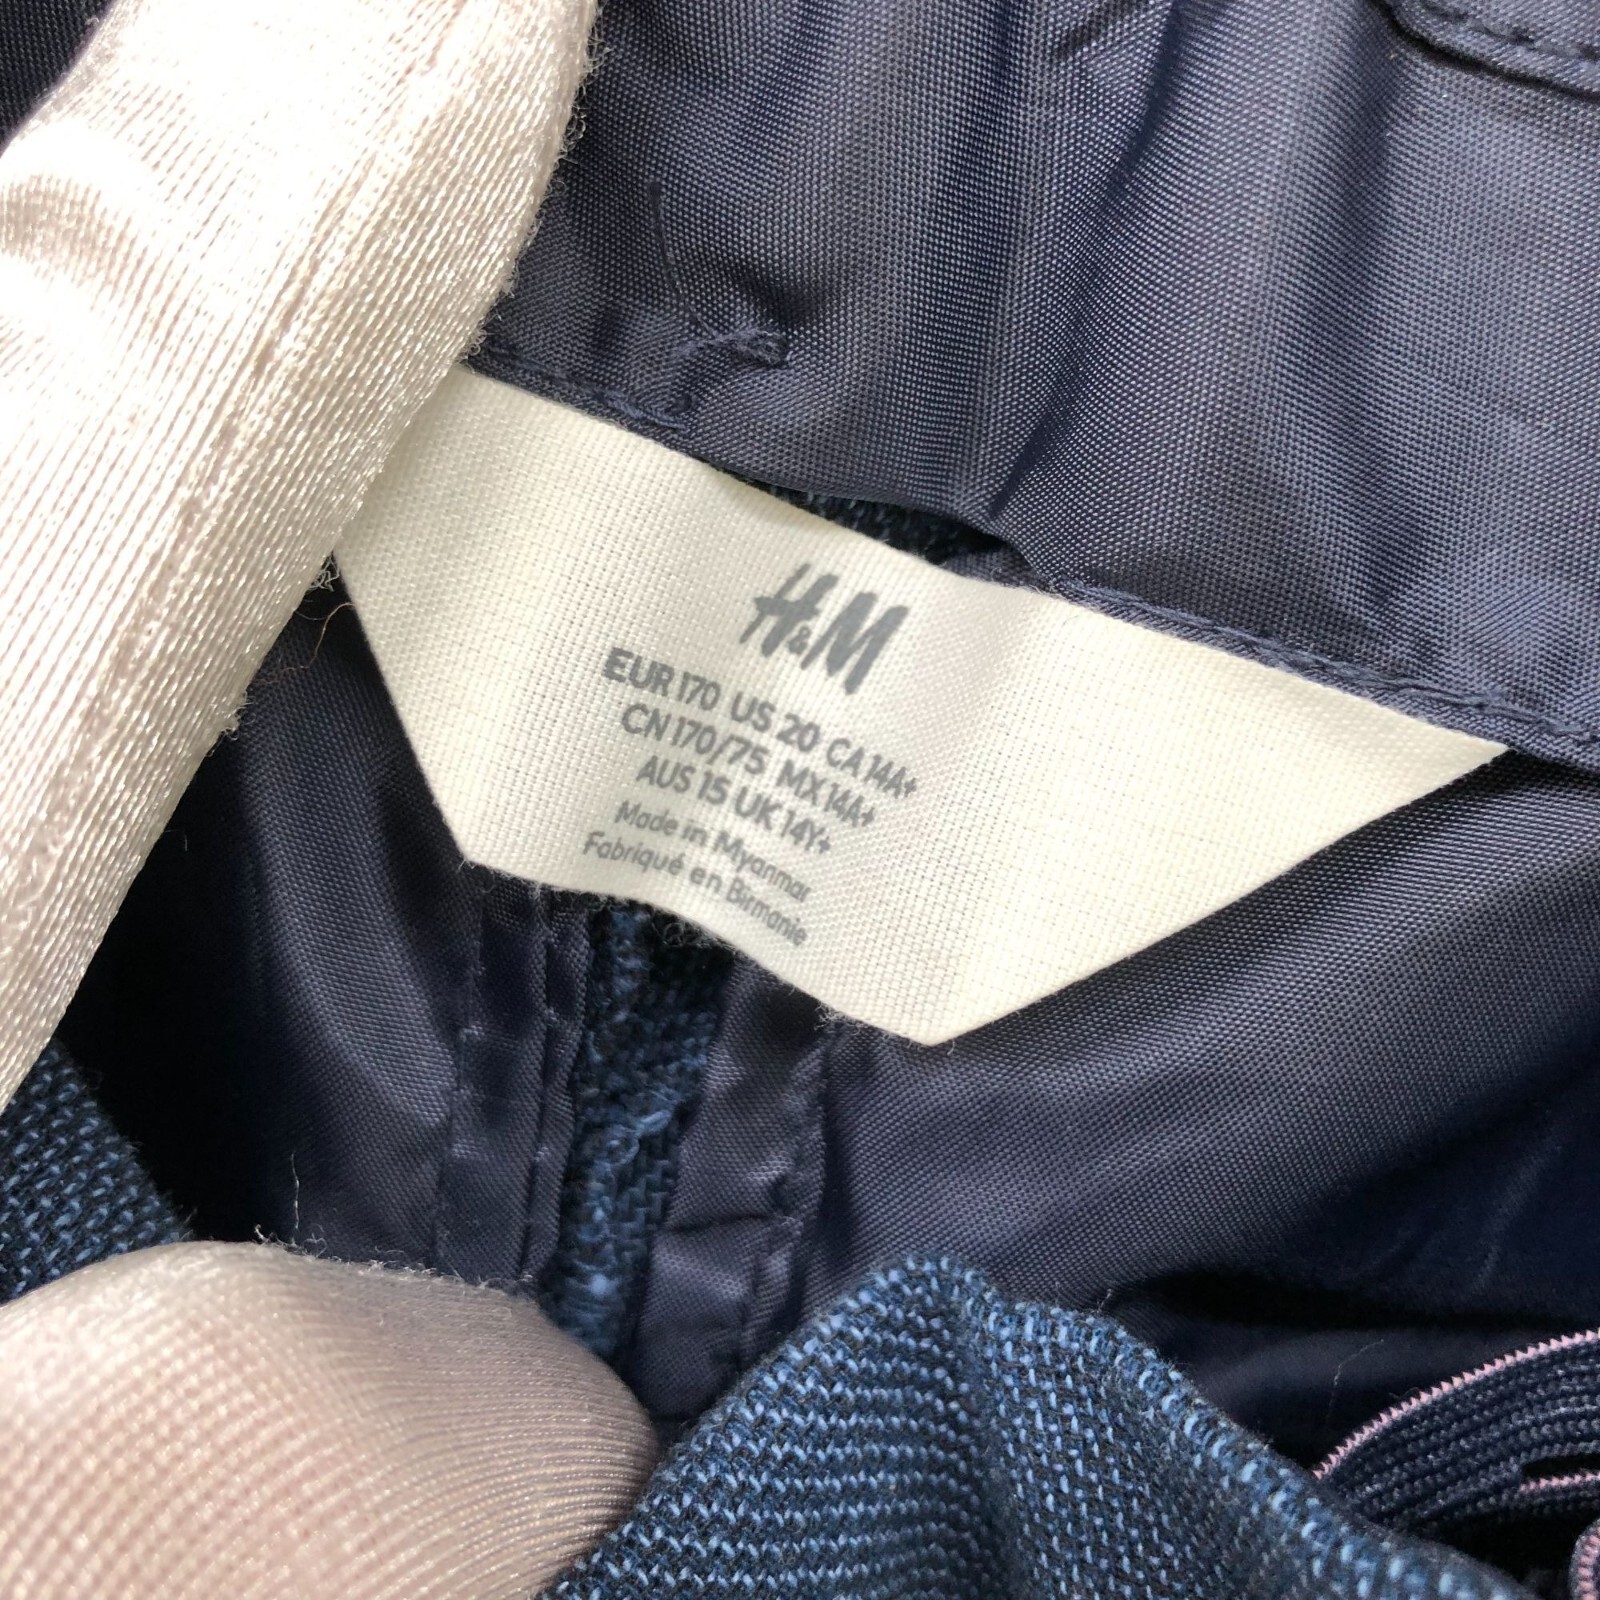 H&M
EUR 170 US 20 CA 14A+
CN 170/75 MX 14A+
AUS 15 UK 14Y+
Made in Myanmar
Fabriqué en Birmanie